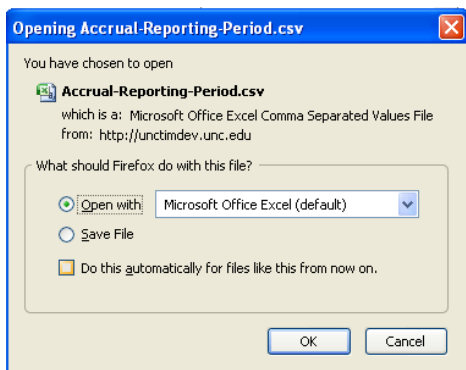 Opening Accrual-Reporting-Period.csv
You have chosen to open
Accrual-Reporting-Period.csv
which is a: Microsoft Office Excel Comma Separated Values File
from: http://unctimdev.unc.edu
What should Firefox do with this file?
Open with Microsoft Office Excel (default)
Save File
Do this automatically for files like this from now on.
OK Cancel